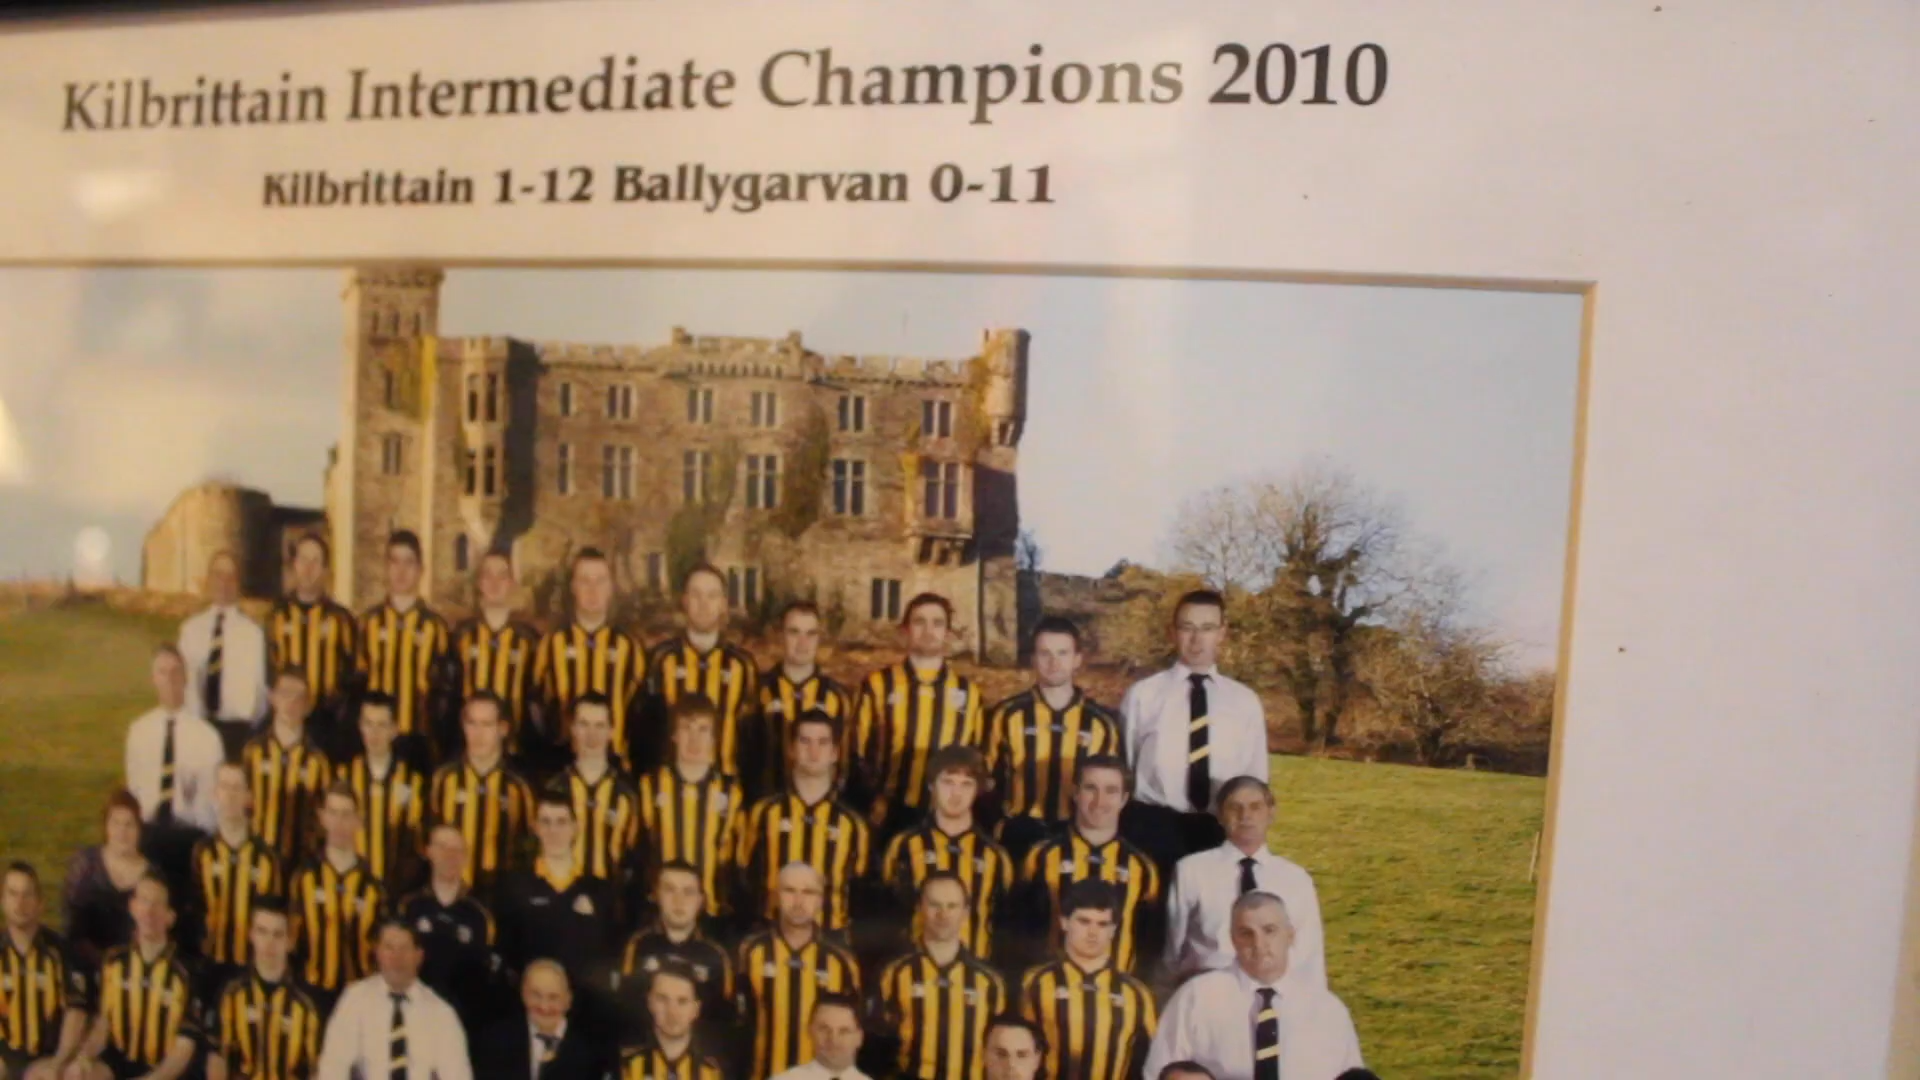 Kilbrittain Intermediate Champions 2010
Kilbrittain 1-12 Ballygarvan 0-11